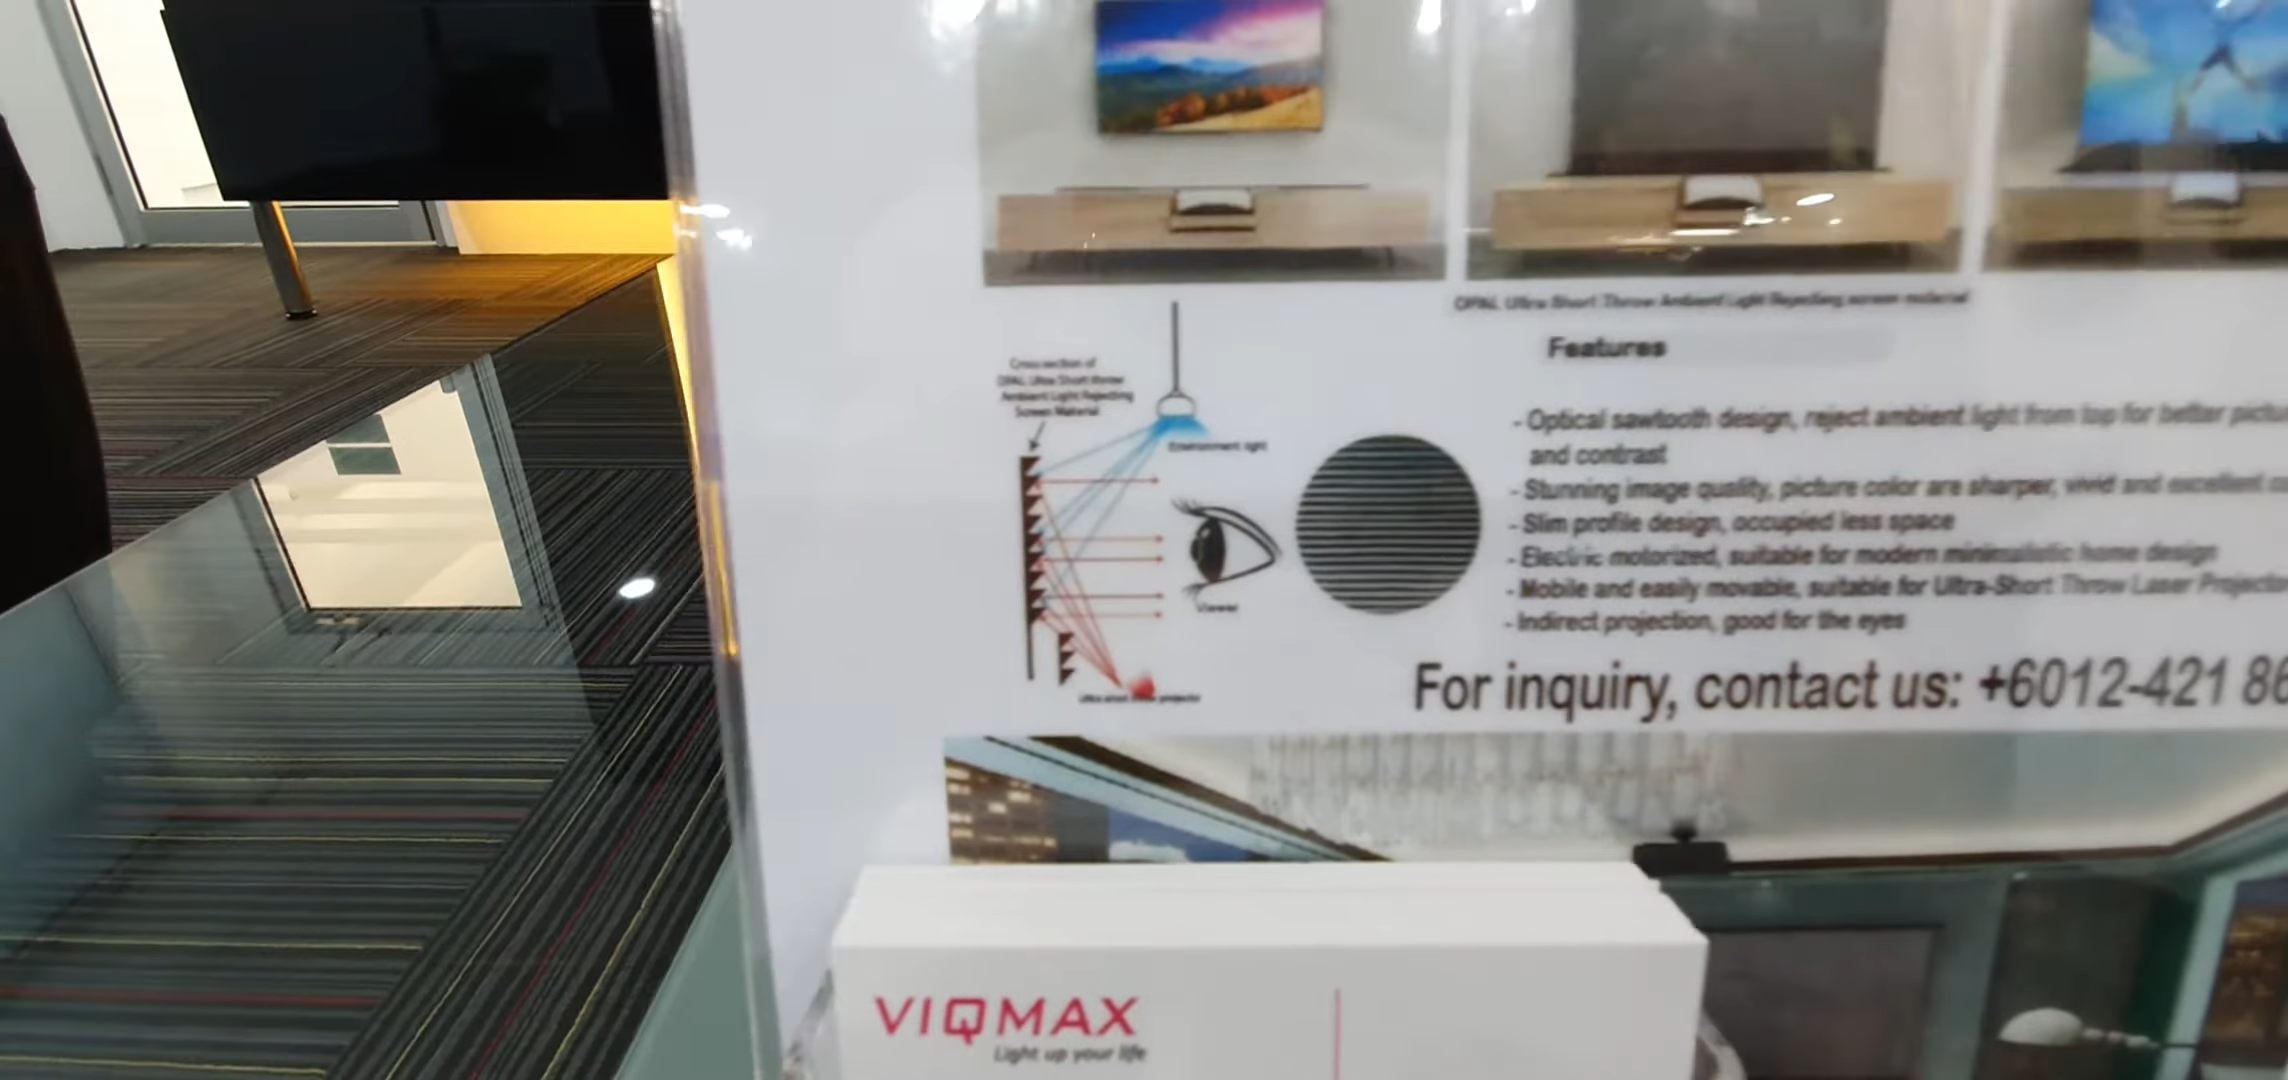 OPAL Ultra Short Throw Ambient Light Rejecting screen material
Features
Cross-section of
OPAL Ultra Short throw
Ambient Light Rejecting
Screen Material
Environment light
- Optical sawtooth design, reject ambient light from top for better
and contrast
- Stunning image quality, picture color are sharper, vivid and excellent
- Slim profile design, occupied less space
- Electric motorized, suitable for modern minimalistic home design
- Mobile and easily movable, suitable for Ultra-Short Throw Laser
- Indirect projection, good for the eyes
Viewer
projector
For inquiry, contact us: +6012-421 86
VIQMAX
Light up your life